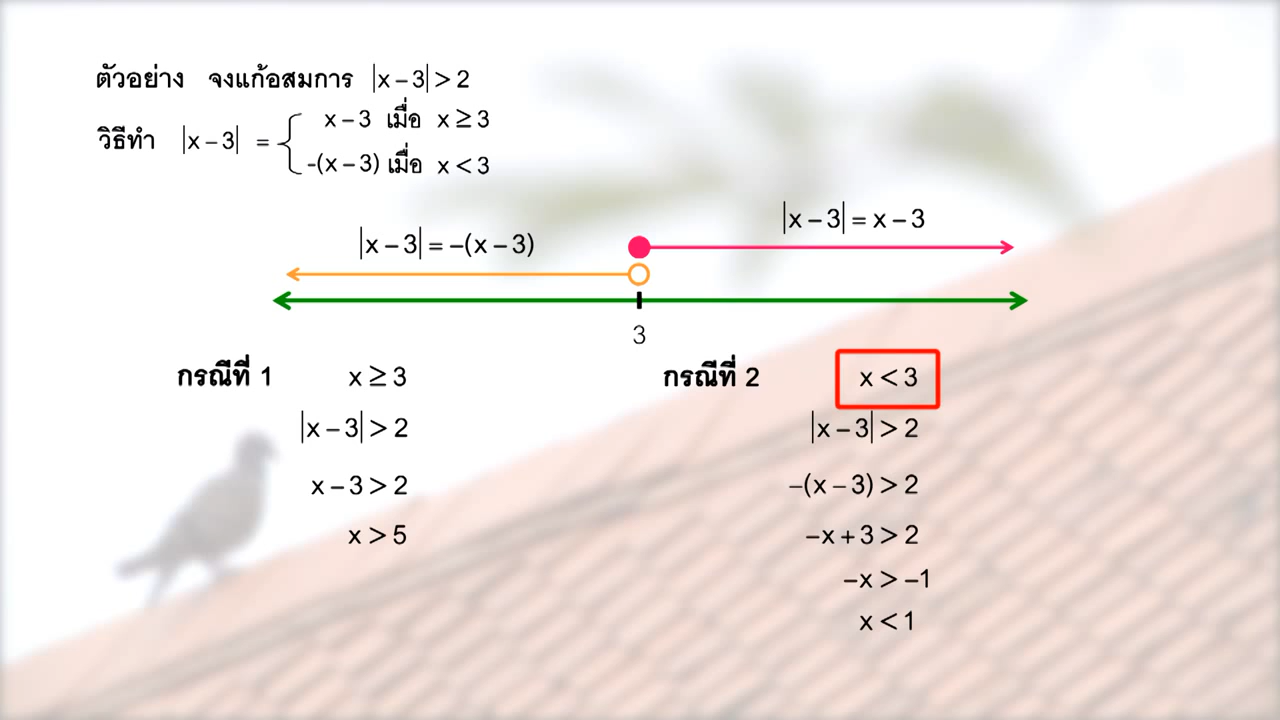 ตัวอย่าง จงแก้อสมการ |x – 3| > 2
วิธีทำ |x – 3| = { x – 3 เมื่อ x ≥ 3
-(x – 3) เมื่อ x < 3
|x – 3| = x – 3
|x – 3| = –(x – 3)
3
กรณีที่ 1 x ≥ 3
|x – 3| > 2
x – 3 > 2
x > 5
กรณีที่ 2 x < 3
|x – 3| > 2
–(x – 3) > 2
–x + 3 > 2
–x > –1
x < 1